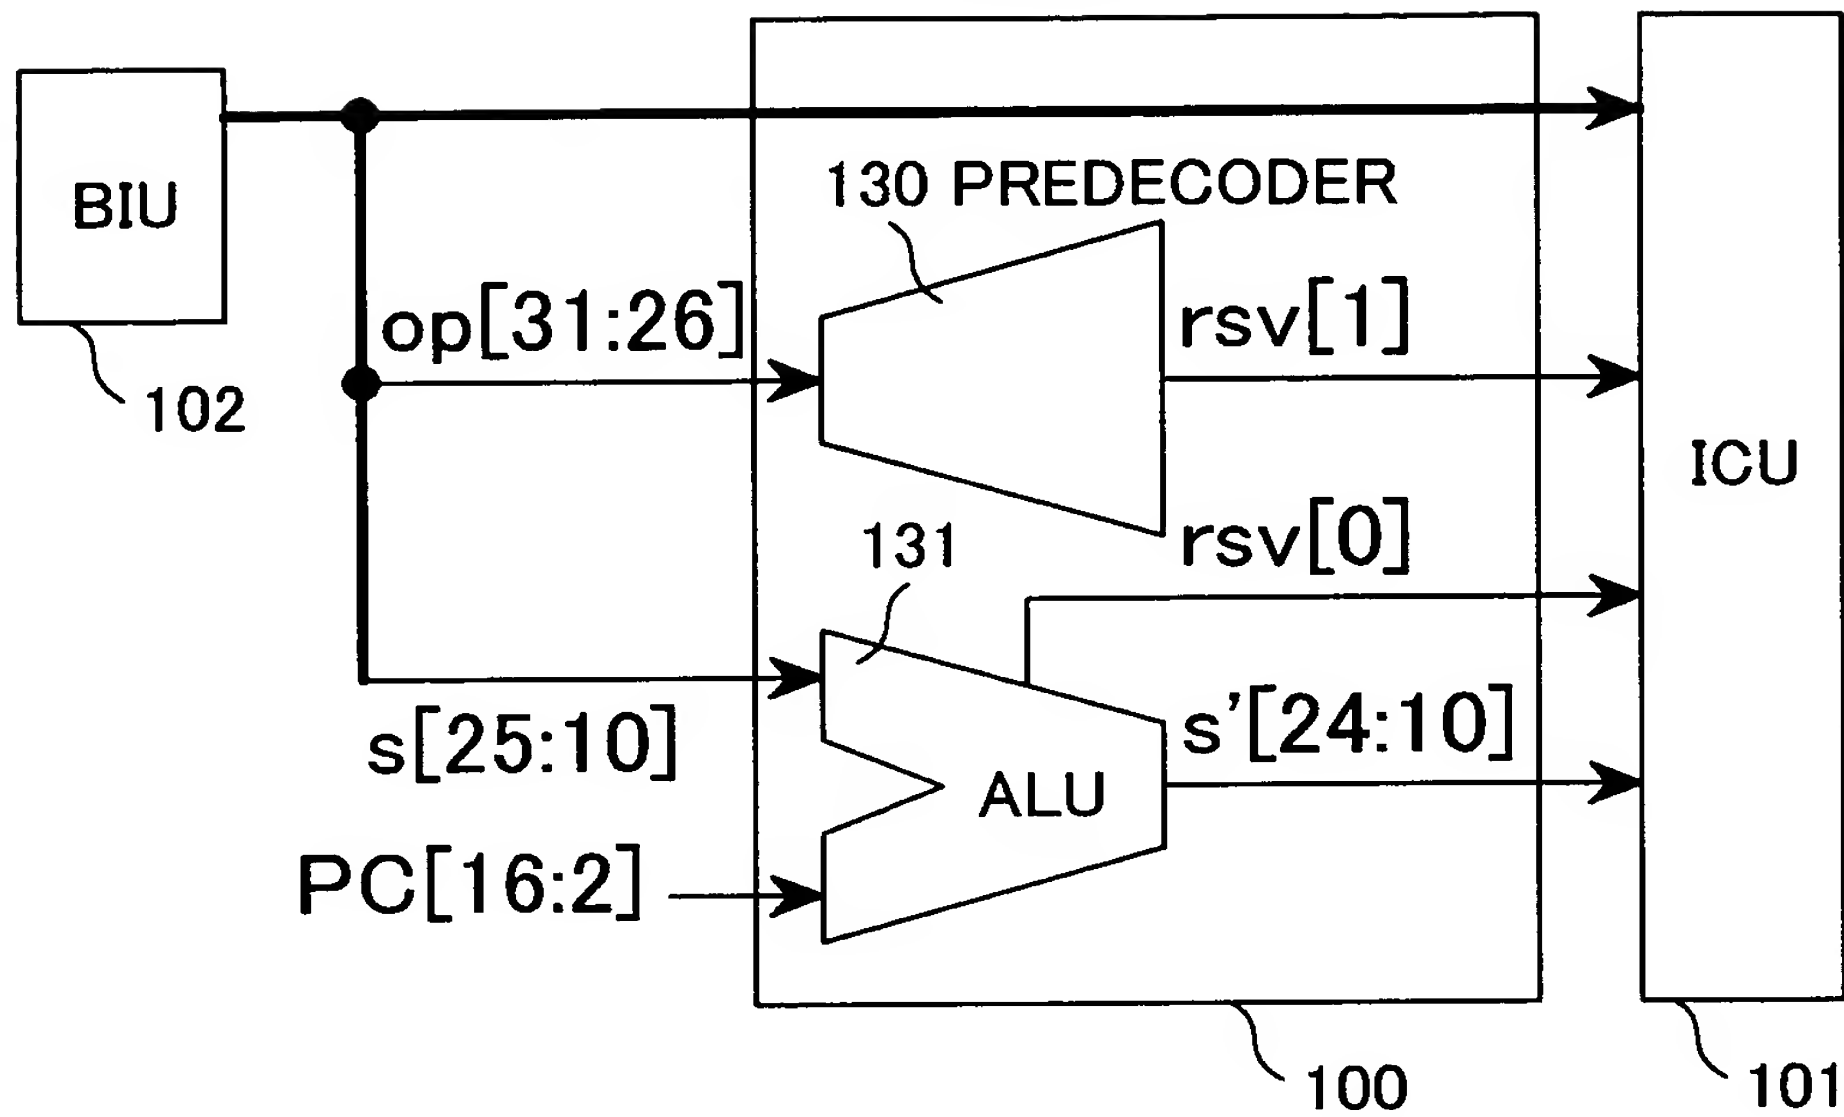 130 PREDECODER
BIU
op[31:26]
rsv[1]
102
ICU
rsv[0]
131
s[25:10]
s'[24:10]
ALU
PC[16:2]
100
101